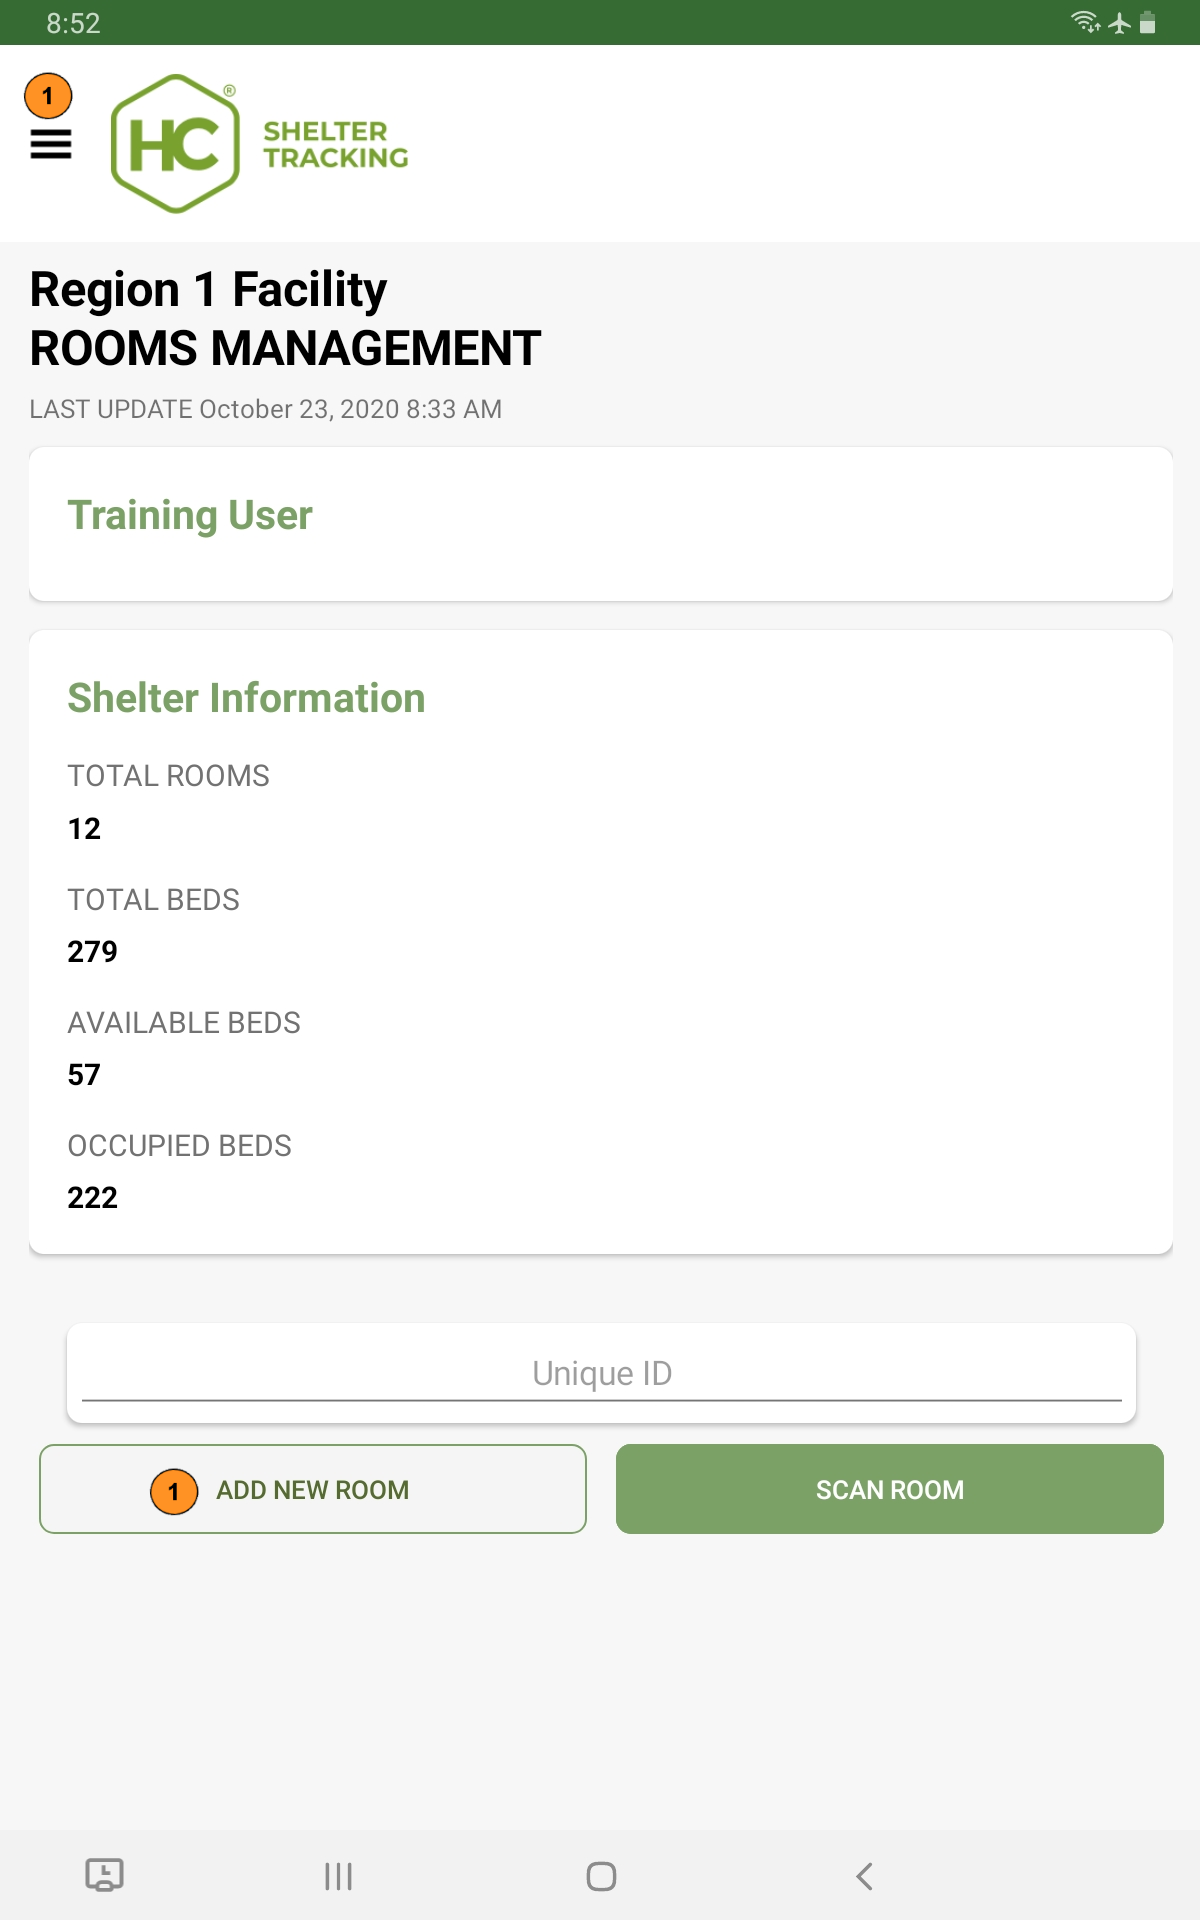 8:52
1
HC®
SHELTER
TRACKING
Region 1 Facility
ROOMS MANAGEMENT
LAST UPDATE October 23, 2020 8:33 AM
Training User
Shelter Information
TOTAL ROOMS
12
TOTAL BEDS
279
AVAILABLE BEDS
57
OCCUPIED BEDS
222
Unique ID
1 ADD NEW ROOM
SCAN ROOM